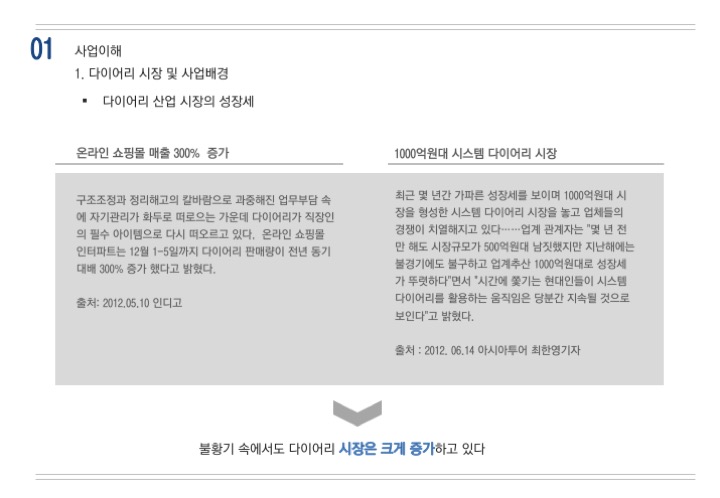 01
사업이해
1. 다이어리 시장 및 사업배경
▪ 다이어리 산업 시장의 성장세
온라인 쇼핑몰 매출 300% 증가
구조조정과 정리해고의 칼바람으로 과중해진 업무부담 속
에 자기관리가 화두로 떠로으는 가운데 다이어리가 직장인
의 필수 아이템으로 다시 떠오르고 있다. 온라인 쇼핑몰
인터파트는 12월 1-5일까지 다이어리 판매량이 전년 동기
대배 300% 증가 했다고 밝혔다.
출처: 2012.05.10 인디고
1000억원대 시스템 다이어리 시장
최근 몇 년간 가파른 성장세를 보이며 1000억원대 시
장을 형성한 시스템 다이어리 시장을 놓고 업체들의
경쟁이 치열해지고 있다……업계 관계자는 "몇 년 전
만 해도 시장규모가 500억원대 남짓했지만 지난해에는
불경기에도 불구하고 업계추산 1000억원대로 성장세
가 뚜렷하다"면서 "시간에 쫓기는 현대인들이 시스템
다이어리를 활용하는 움직임은 당분간 지속될 것으로
보인다"고 밝혔다.
출처 : 2012. 06.14 아시아투어 최한영기자
불황기 속에서도 다이어리 시장은 크게 증가하고 있다